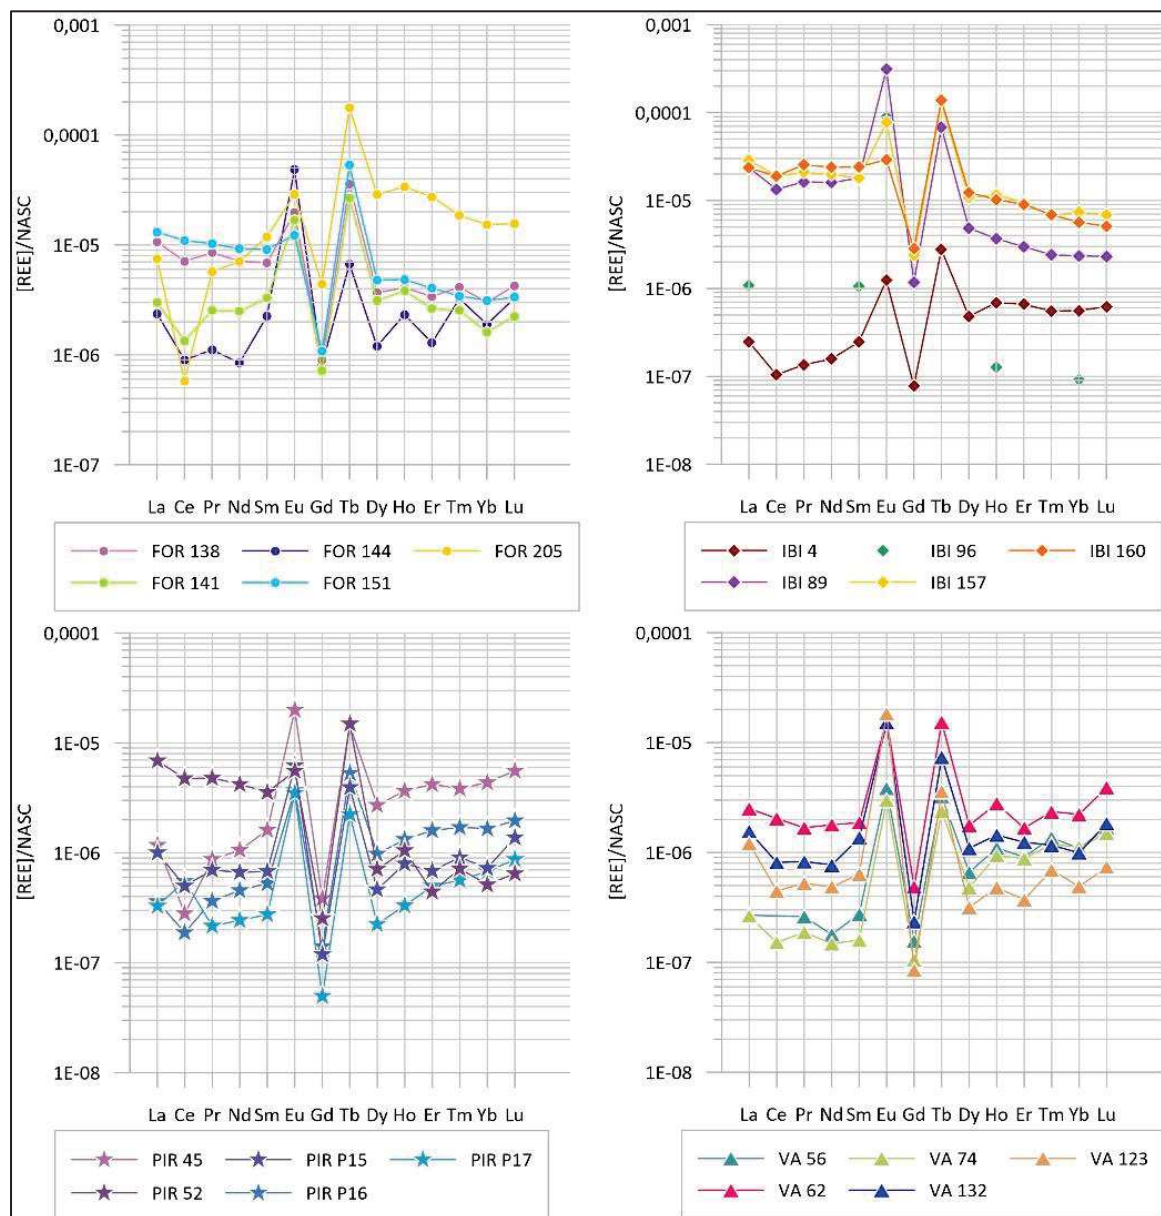 0,001
0,0001
1E-05
1E-06
1E-07
[REE]/NASC
La Ce Pr Nd Sm Eu Gd Tb Dy Ho Er Tm Yb Lu
FOR 138 FOR 144 FOR 205
FOR 141 FOR 151
0,001
0,0001
1E-05
1E-06
1E-07
1E-08
[REE]/NASC
La Ce Pr Nd Sm Eu Gd Tb Dy Ho Er Tm Yb Lu
IBI 4 IBI 96 IBI 160
IBI 89 IBI 157
0,0001
1E-05
1E-06
1E-07
1E-08
[REE]/NASC
La Ce Pr Nd Sm Eu Gd Tb Dy Ho Er Tm Yb Lu
PIR 45 PIR P15 PIR P17
PIR 52 PIR P16
0,0001
1E-05
1E-06
1E-07
1E-08
[REE]/NASC
La Ce Pr Nd Sm Eu Gd Tb Dy Ho Er Tm Yb Lu
VA 56 VA 74 VA 123
VA 62 VA 132